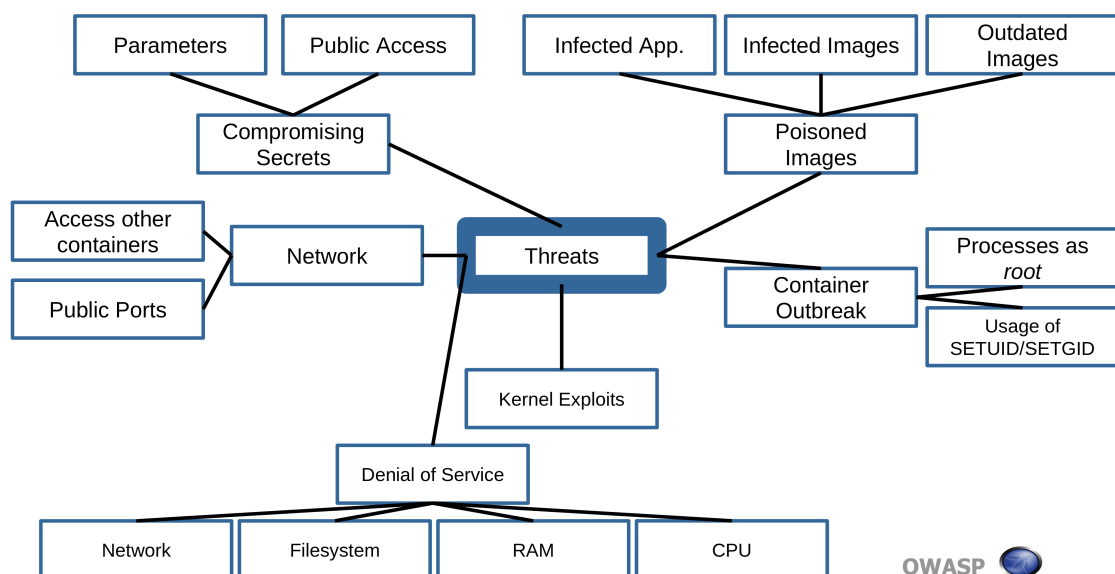 Parameters
Public Access
Infected App.
Infected Images
Outdated
Images
Compromising
Secrets
Poisoned
Images
Access other
containers
Network
Threats
Processes as
root
Container
Outbreak
Public Ports
Usage of
SETUID/SETGID
Kernel Exploits
Denial of Service
Network
Filesystem
RAM
CPU
OWASP